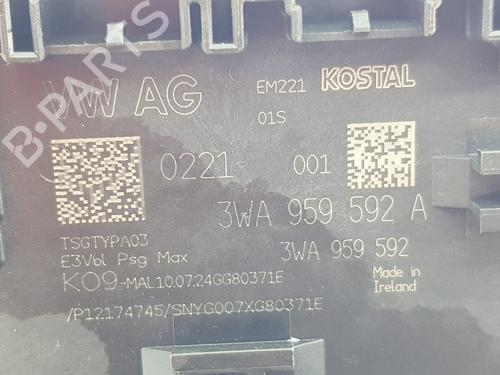 VW AG
EM221
KOSTAL
01S
0221
001
3WA 959 592 A
TSGTYPA03
E3Vbl Psg Max
3WA 959 592
K09-MAL10.07.24GG80371E
Made in
Ireland
/P12174745/SNYG007XG80371E
B-PARTS